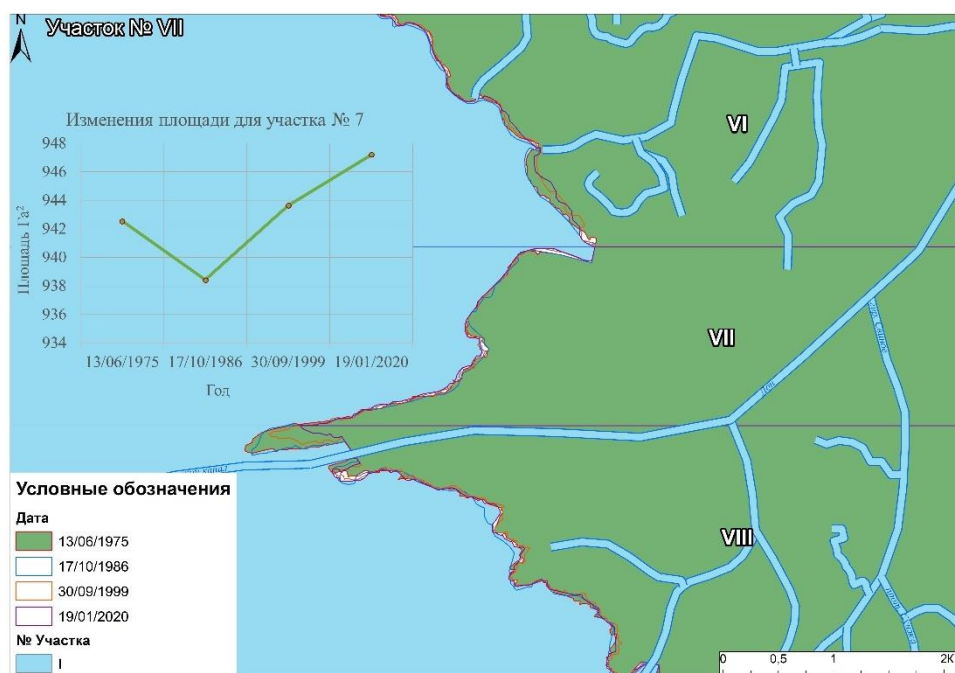 N
Участок № VII
Изменения площади для участка № 7
Площадь Га²
948
946
944
942
940
938
936
934
13/06/1975 17/10/1986 30/09/1999 19/01/2020
Год
VI
VII
VIII
Дон
Условные обозначения
Дата
13/06/1975
17/10/1986
30/09/1999
19/01/2020
№ Участка
I
0 0,5 1 2К